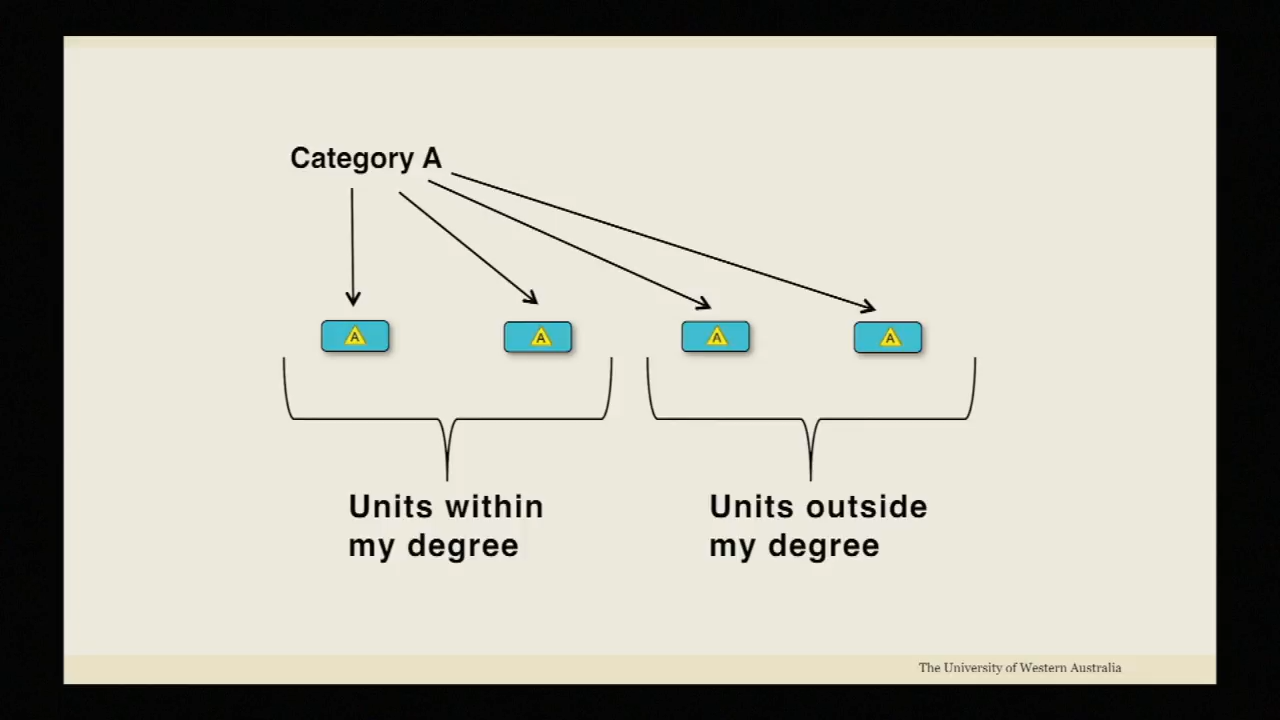 Category A
A
A
A
A
Units within
my degree
Units outside
my degree
The University of Western Australia